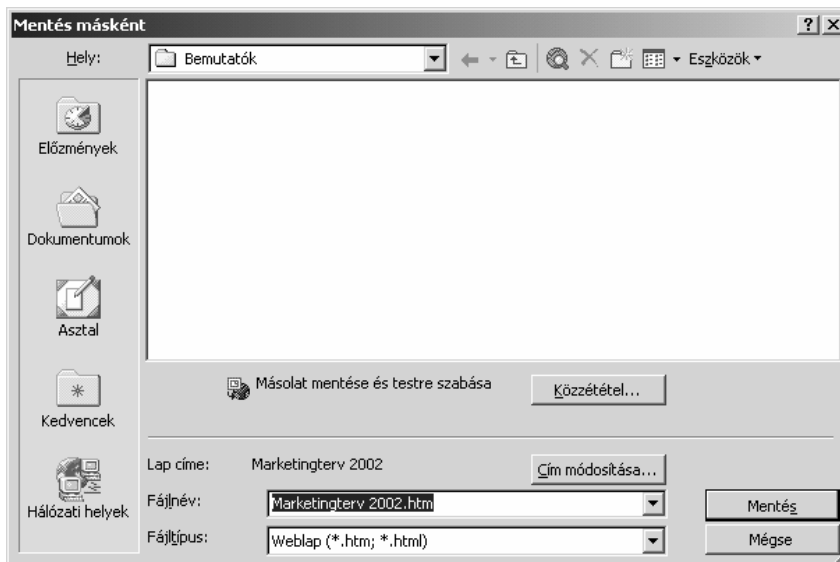 Mentés másként
Hely:
Bemutatók
Eszközök
Előzmények
Dokumentumok
Asztal
Kedvencek
Hálózati helyek
Másolat mentése és testre szabása
Közzététel...
Lap címe:
Marketingterv 2002
Cím módosítása...
Fájlnév:
Marketingterv 2002.htm
Mentés
Fájltípus:
Weblap (*.htm; *.html)
Mégse